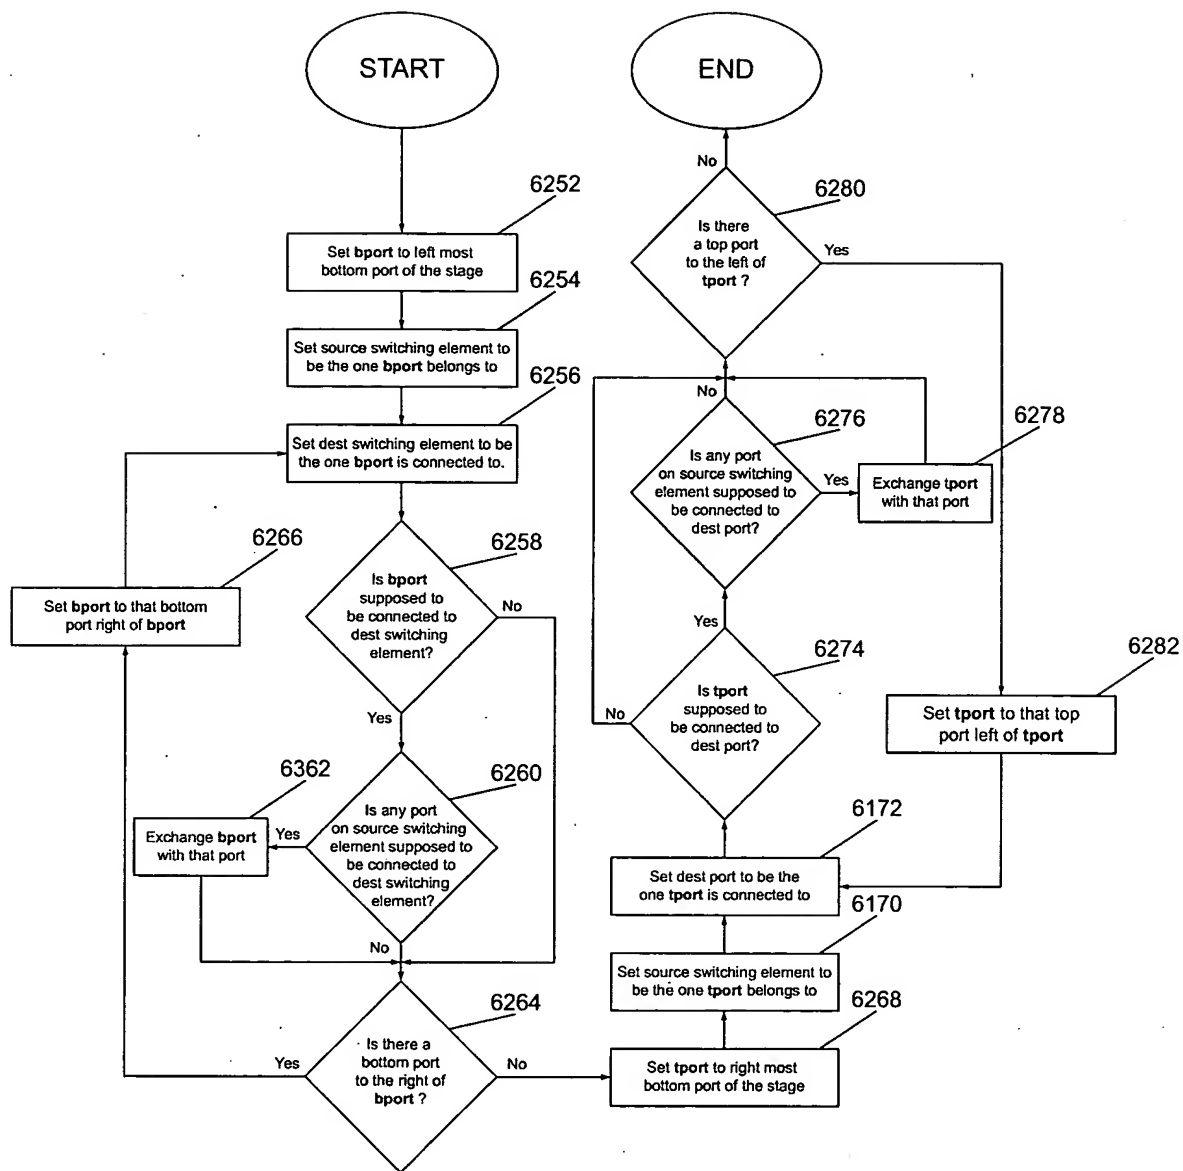 START
6252
Set bport to left most
bottom port of the stage
6254
Set source switching element to
be the one bport belongs to
6256
Set dest switching element to be
the one bport is connected to.
6258
Is bport
supposed to
be connected to
dest switching
element?
No
Yes
6266
Set bport to that bottom
port right of bport
6260
Is any port
on source switching
element supposed to
be connected to
dest switching
element?
Yes
No
6362
Exchange bport
with that port
6264
Is there a
bottom port
to the right of
bport ?
Yes
No
6268
Set tport to right most
bottom port of the stage
6170
Set source switching element to
be the one tport belongs to
6172
Set dest port to be the
one tport is connected to
6274
Is tport
supposed to
be connected to
dest port?
No
Yes
6276
Is any port
on source switching
element supposed to
be connected to
dest port?
Yes
No
6278
Exchange tport
with that port
6280
Is there
a top port
to the left of
tport ?
Yes
No
6282
Set tport to that top
port left of tport
END